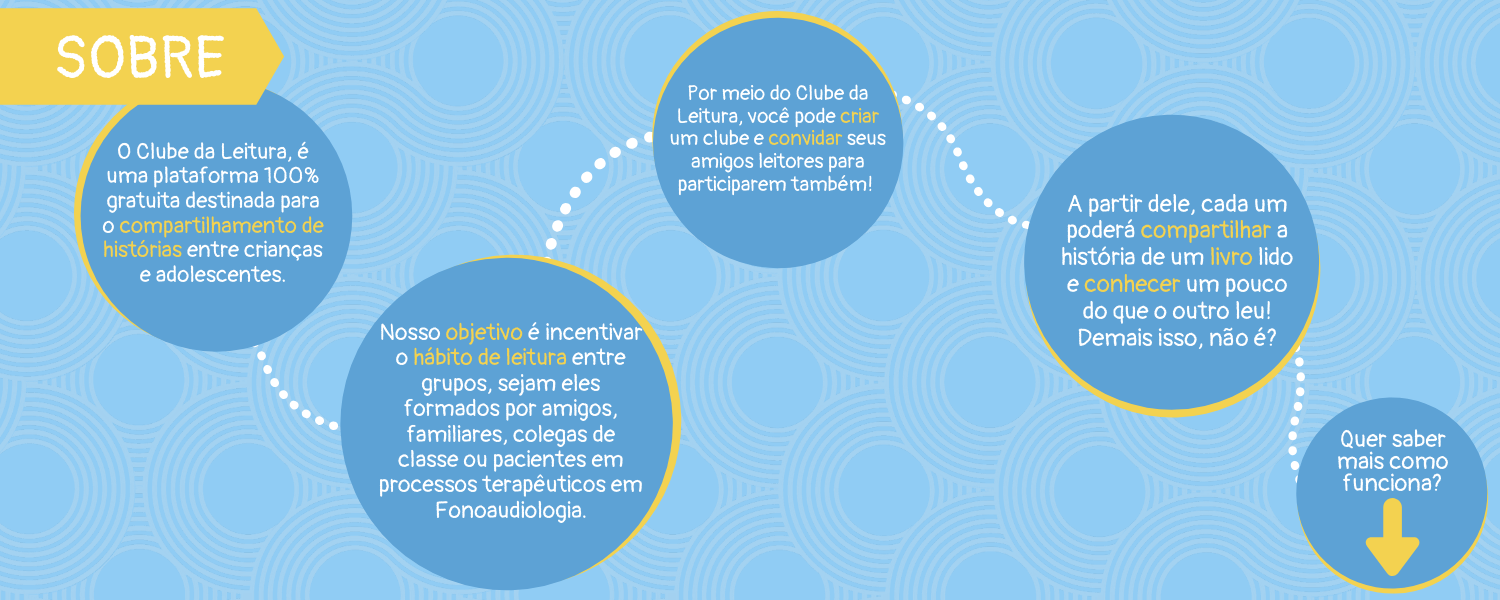 SOBRE
O Clube da Leitura, é
uma plataforma 100%
gratuita destinada para
o compartilhamento de
histórias entre crianças
e adolescentes.
Nosso objetivo é incentivar
o hábito de leitura entre
grupos, sejam eles
formados por amigos,
familiares, colegas de
classe ou pacientes em
processos terapêuticos em
Fonoaudiologia.
Por meio do Clube da
Leitura, você pode criar
um clube e convidar seus
amigos leitores para
participarem também!
A partir dele, cada um
poderá compartilhar a
história de um livro lido
e conhecer um pouco
do que o outro leu!
Demais isso, não é?
Quer saber
mais como
funciona?